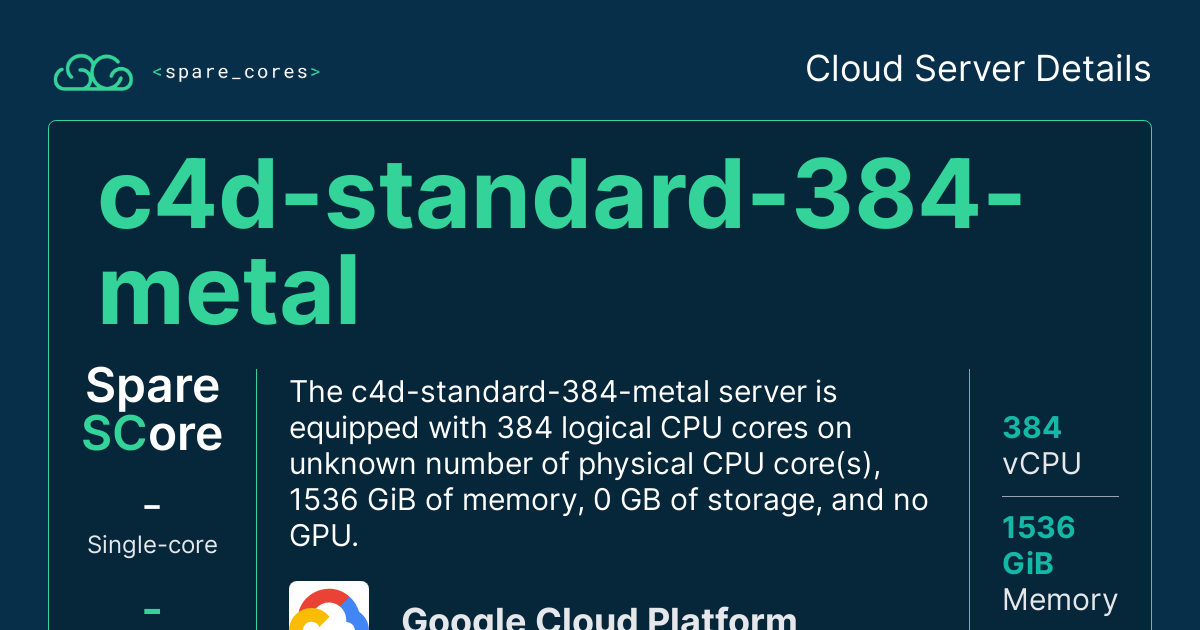 <spare_cores>
Cloud Server Details
c4d-standard-384-
metal
Spare
SCore
–
Single-core
–
The c4d-standard-384-metal server is
equipped with 384 logical CPU cores on
unknown number of physical CPU core(s),
1536 GiB of memory, 0 GB of storage, and no
GPU.
Google Cloud Platform
384
vCPU
1536
GiB
Memory